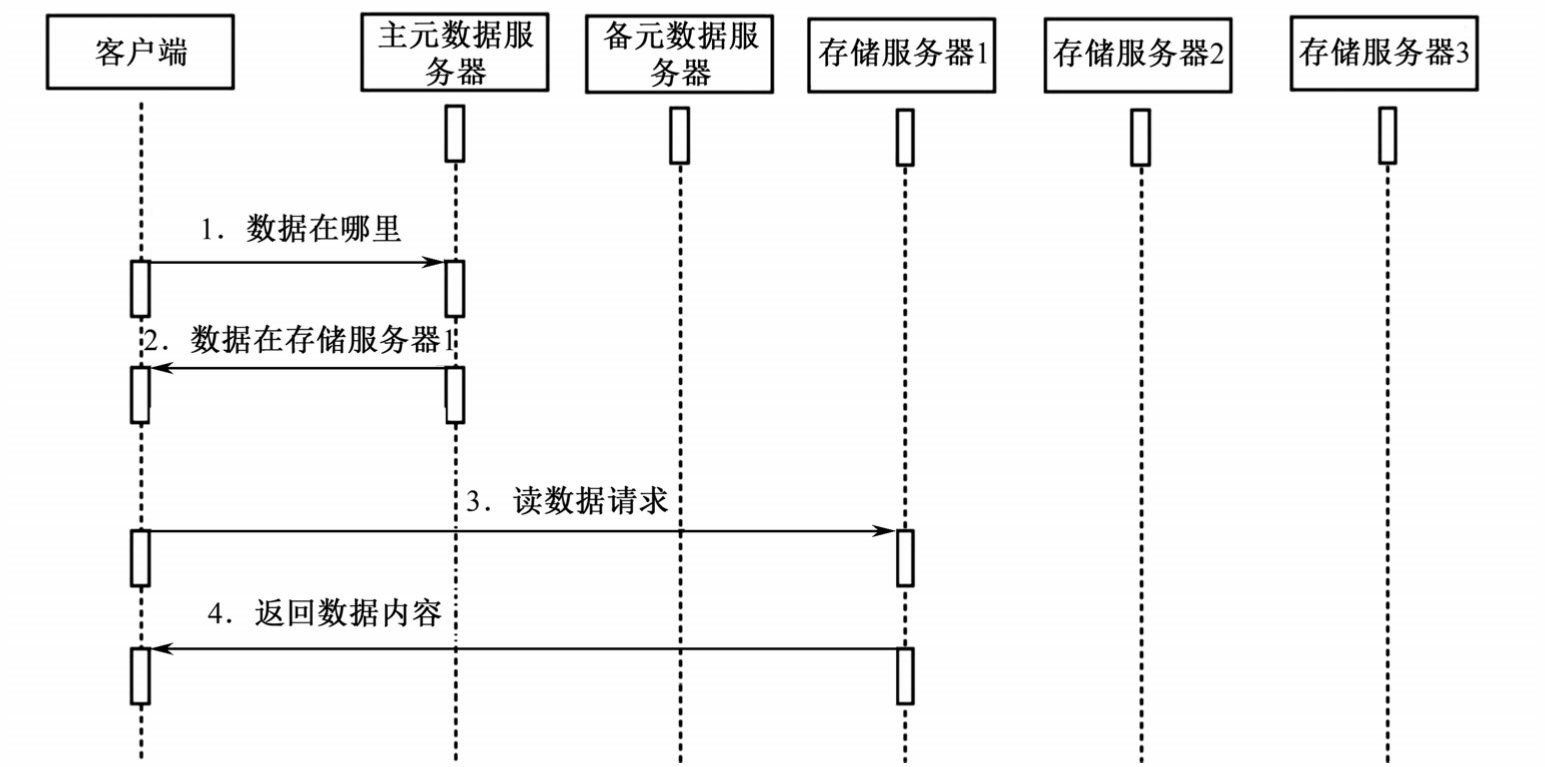 客户端
主元数据服
务器
备元数据服
务器
存储服务器1
存储服务器2
存储服务器3
1. 数据在哪里
2. 数据在存储服务器1
3. 读数据请求
4. 返回数据内容